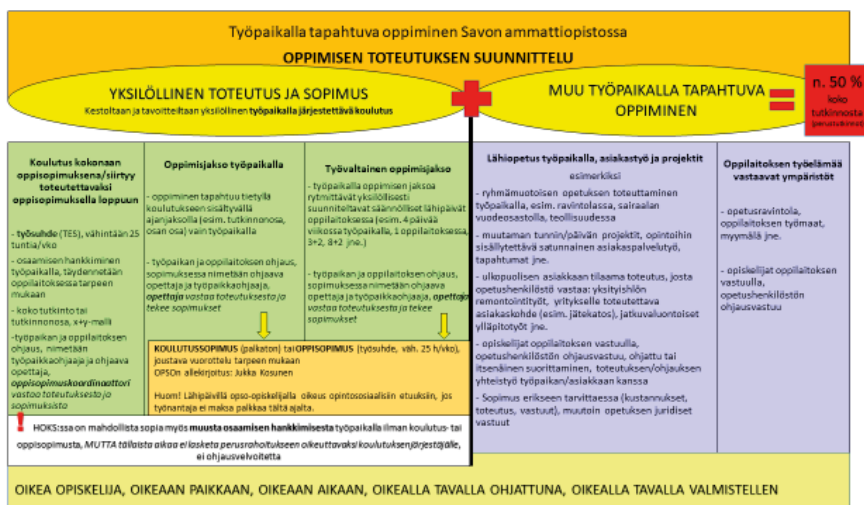 Työpaikalla tapahtuva oppiminen Savon ammattiopistossa
OPPIMISEN TOTEUTUKSEN SUUNNITTELU
YKSILÖLLINEN TOTEUTUS JA SOPIMUS
Kestoltaan ja tavoitteiltaan yksilöllinen työpaikalla järjestettävä koulutus
MUU TYÖPAIKALLA TAPAHTUVA
OPPIMINEN
n. 50 %
koko
tutkinnosta
(perustutkinnot)
Koulutus kokonaan
oppisopimuksena/siirtyy
toteutettavaksi
oppisopimuksella loppuun
- työsuhde (TES), vähintään 25
tuntia/vko
- osaamisen hankkiminen
työpaikalla, täydennetään
oppilaitoksessa tarpeen
mukaan
- koko tutkinto tai
tutkinnonosa, x+y-malli
-työpaikan ja oppilaitoksen
ohjaus, nimetään
työpaikkaohjaaja ja ohjaava
opettaja,
oppisopimuskoordinaattori
vastaa toteutuksesta ja
sopimuksista
Oppimisjakso työpaikalla
- oppiminen tapahtuu tietyllä
koulutukseen sisältyvällä
ajanjaksolla (esim. tutkinnonosa,
osan osa) vain työpaikalla
- työpaikan ja oppilaitoksen ohjaus,
sopimuksessa nimetään ohjaava
opettaja ja työpaikkaohjaaja,
opettaja vastaa toteutuksesta ja
tekee sopimukset
Työvaltainen oppimisjakso
- työpaikalla oppimisen jaksoa
rytmittävät yksilöllisesti
suunniteltavat säännölliset lähipäivät
oppilaitoksessa (esim. 4 päivää
viikossa työpaikalla, 1 oppilaitoksessa,
3+2, 8+2 jne.)
- työpaikan ja oppilaitoksen ohjaus,
sopimuksessa nimetään ohjaava
opettaja ja työpaikkaohjaaja, opettaja
vastaa toteutuksesta ja tekee
sopimukset
KOULUTUSSOPIMUS (palkaton) tai OPPISOPIMUS (työsuhde, väh. 25 h/vko),
joustava vuorottelu tarpeen mukaan
OPSOn allekirjoitus: Jukka Kosunen
Huom! Lähipäivillä opso-opiskelijalla oikeus opintososiaalisiin etuuksiin, jos
työnantaja ei maksa palkkaa tältä ajalta.
Lähiopetus työpaikalla, asiakastyö ja projektit
esimerkiksi
- ryhmämuotoisen opetuksen toteuttaminen
työpaikalla, esim. ravintolassa, sairaalan
vuodeosastolla, teollisuudessa
- muutaman tunnin/päivän projektit, opintoihin
sisällytettävä satunnainen asiakaspalvelutyö,
tapahtumat jne.
- ulkopuolisen asiakkaan tilaama toteutus, josta
opetushenkilöstö vastaa: yksityishlön
remontointityöt, yritykselle toteutettava
asiakaskohde (esim. jätekatos), jatkuvaluontoiset
ylläpitotyöt jne.
- opiskelijat oppilaitoksen vastuulla,
opetushenkilöstön ohjausvastuu, ohjattu tai
itsenäinen suorittaminen, toteutuksen/ohjauksen
yhteistyö työpaikan/asiakkaan kanssa
- Sopimus erikseen tarvittaessa (kustannukset,
toteutus, vastuut), muutoin opetuksen juridiset
vastuut
Oppilaitoksen työelämää
vastaavat ympäristöt
- opetusravintola,
oppilaitoksen työmaat,
myymälä jne.
- opiskelijat oppilaitoksen
vastuulla,
opetushenkilöstön
ohjausvastuu
! HOKS:ssa on mahdollista sopia myös muusta osaamisen hankkimisesta työpaikalla ilman koulutus- tai
oppisopimusta, MUTTA tällaista aikaa ei lasketa perusrahoitukseen oikeuttavaksi koulutuksenjärjestäjälle,
ei ohjausvelvoitetta
OIKEA OPISKELIJA, OIKEAAN PAIKKAAN, OIKEAAN AIKAAN, OIKEALLA TAVALLA OHJATTUNA, OIKEALLA TAVALLA VALMISTELLEN